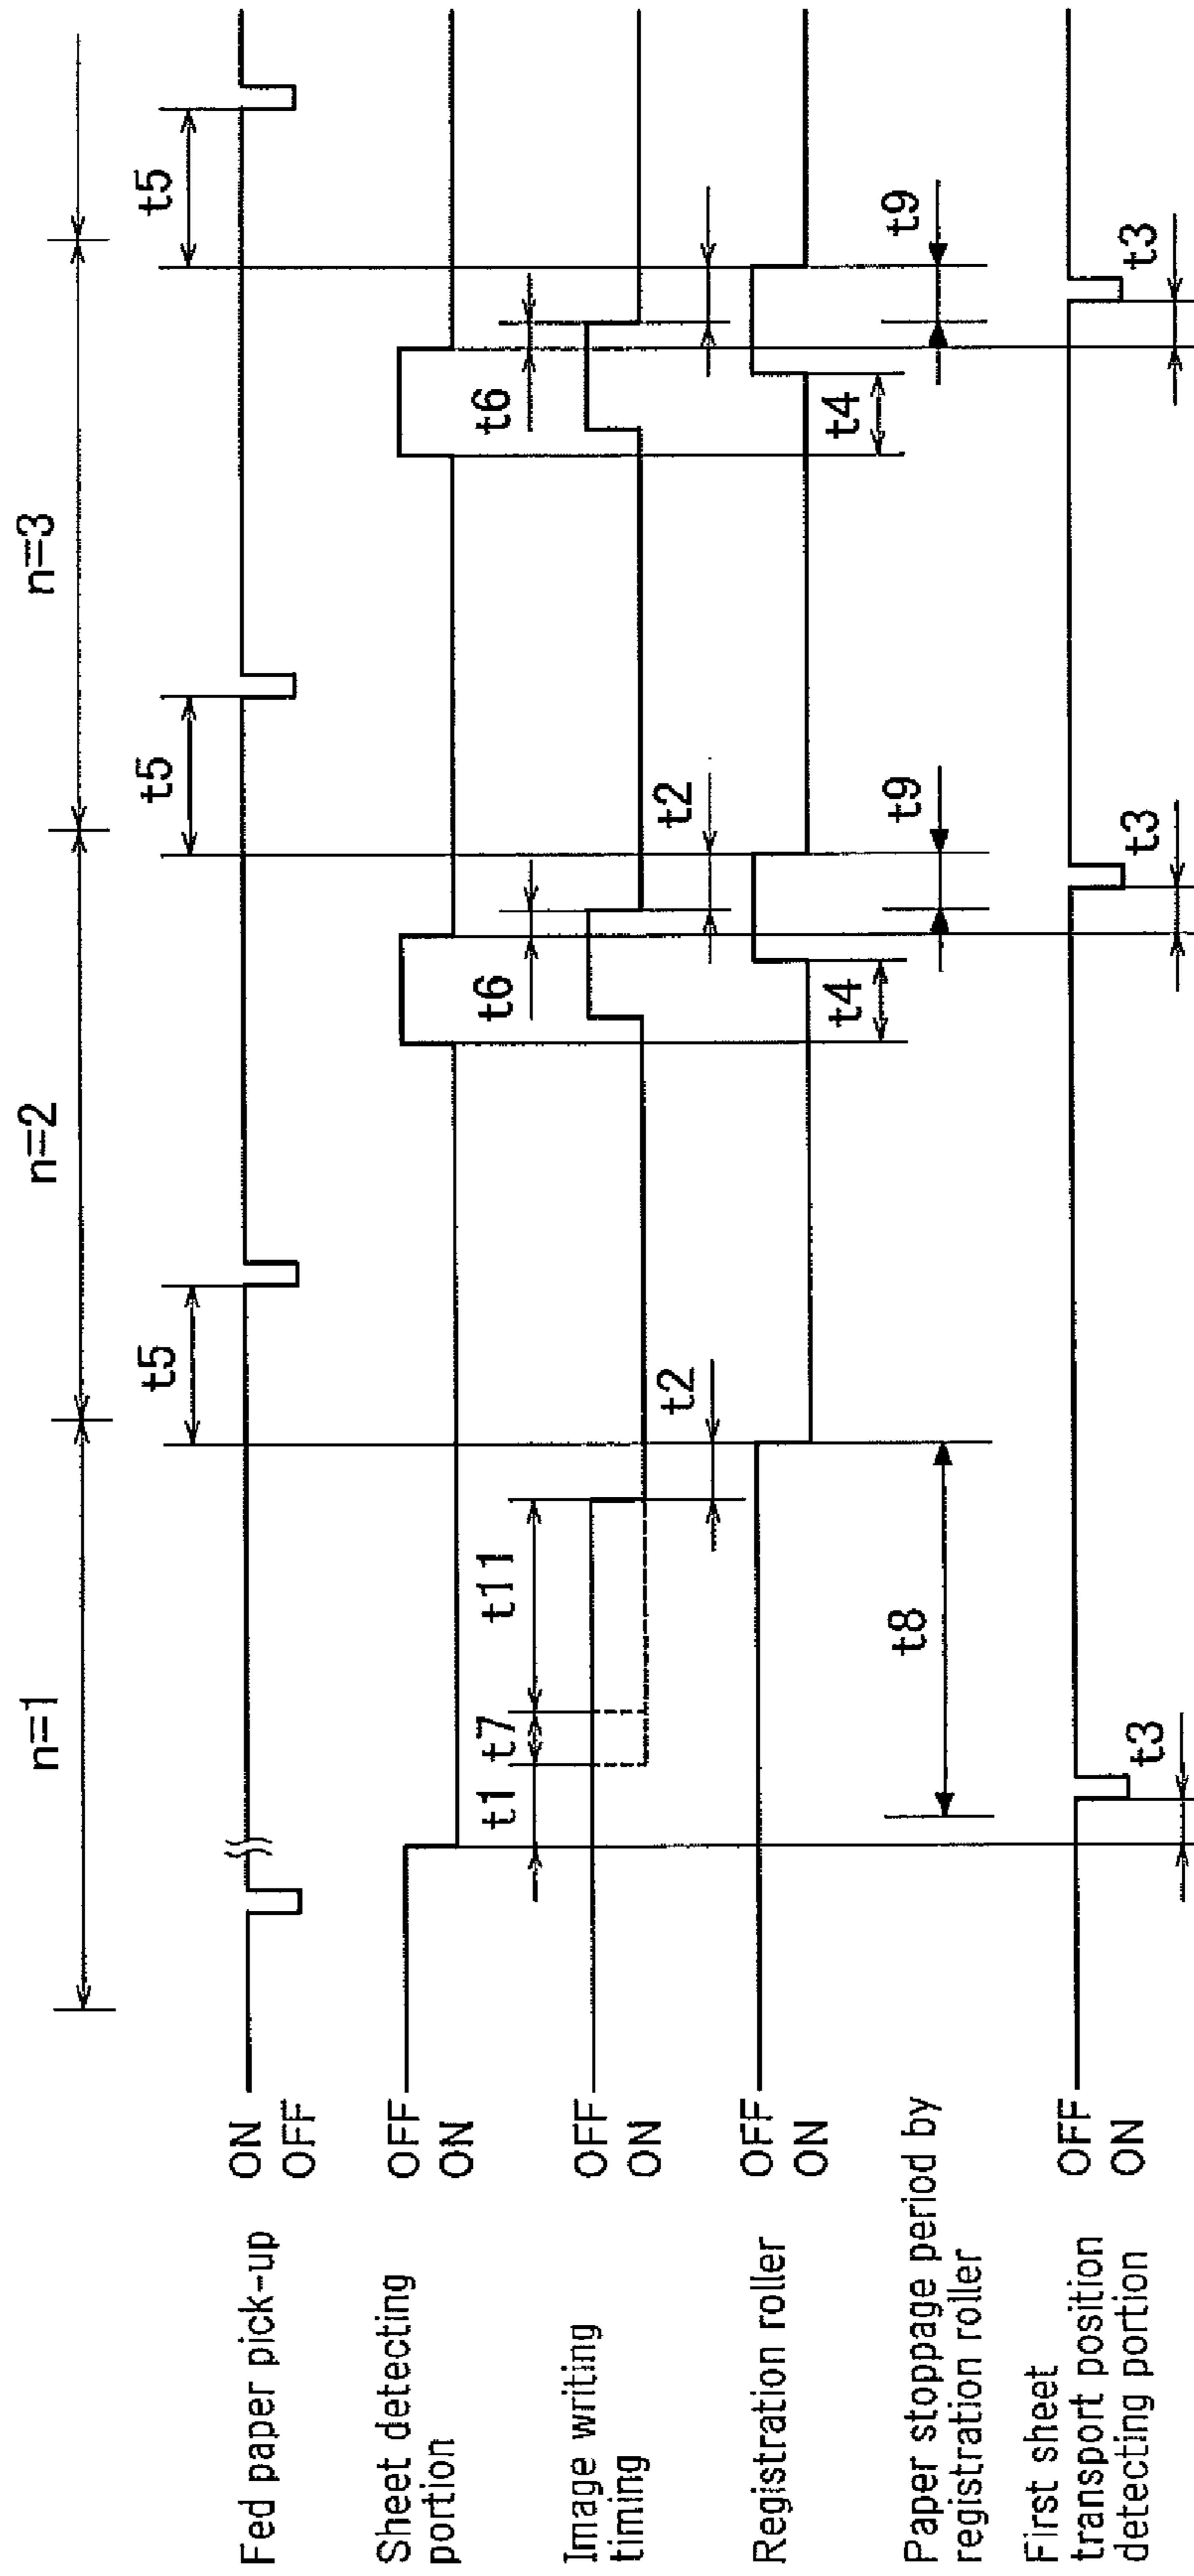 n=1
n=2
n=3
t5
t5
t5
Fed paper pick-up
ON
OFF
Sheet detecting
portion
OFF
ON
t1
t7
t11
t6
t6
Image writing
timing
OFF
ON
t2
t2
Registration roller
OFF
ON
t4
t4
Paper stoppage period by
registration roller
t8
t9
t9
First sheet
transport position
detecting portion
OFF
ON
t3
t3
t3